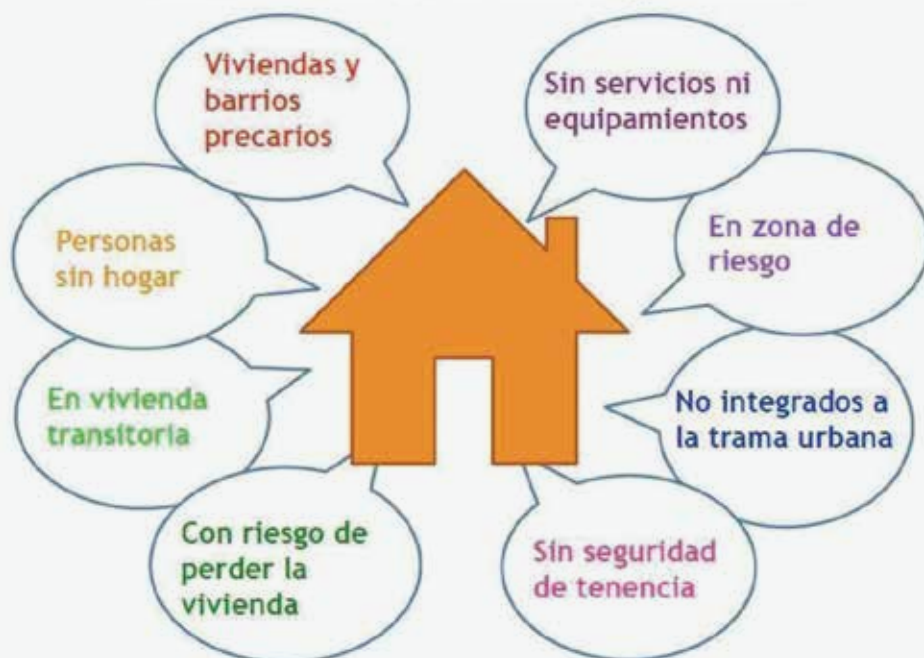 Viviendas y
barrios
precarios
Sin servicios ni
equipamientos
Personas
sin hogar
En zona de
riesgo
En vivienda
transitoria
No integrados a
la trama urbana
Con riesgo de
perder la
vivienda
Sin seguridad
de tenencia